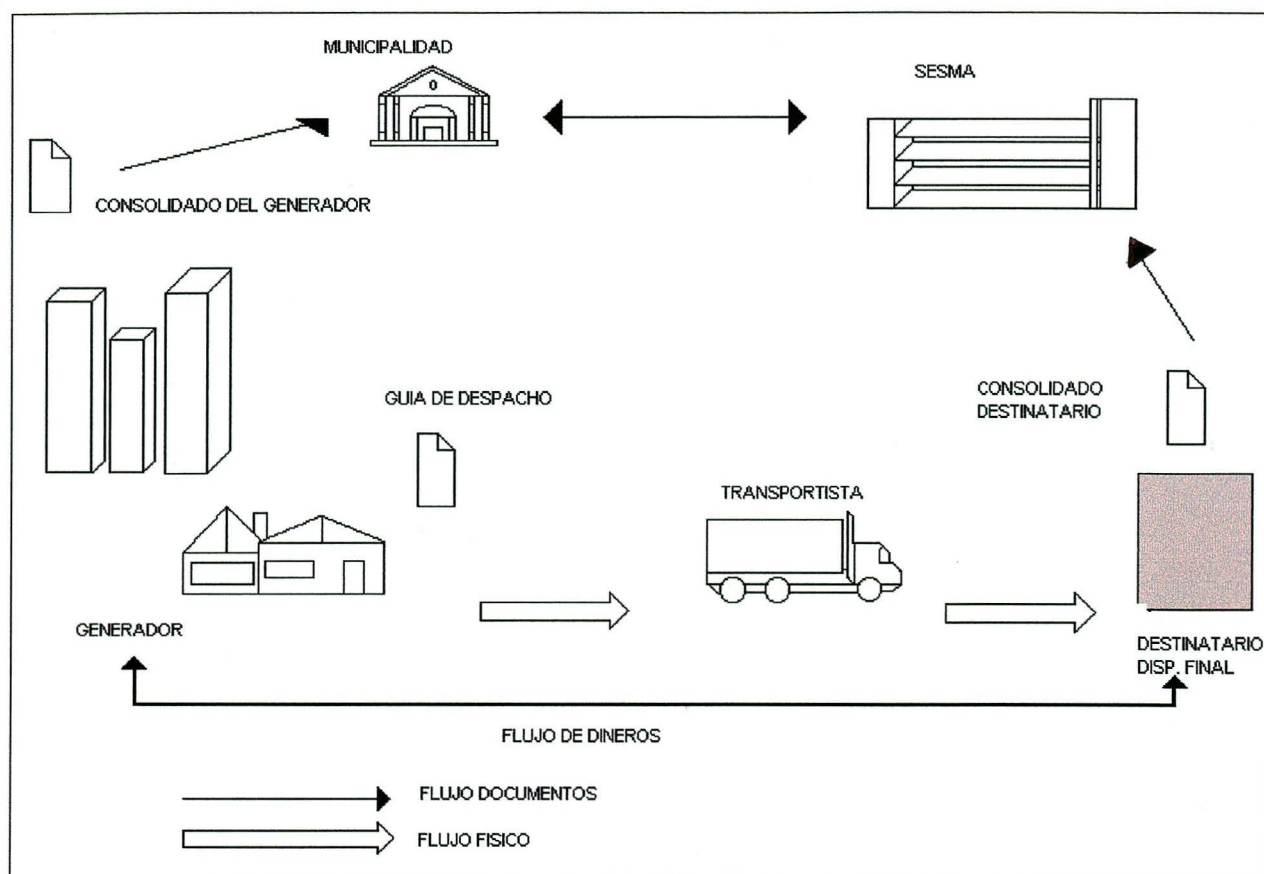 MUNICIPALIDAD
SESMA
CONSOLIDADO DEL GENERADOR
GUIA DE DESPACHO
CONSOLIDADO
DESTINATARIO
TRANSPORTISTA
GENERADOR
DESTINATARIO
DISP. FINAL
FLUJO DE DINEROS
FLUJO DOCUMENTOS
FLUJO FISICO